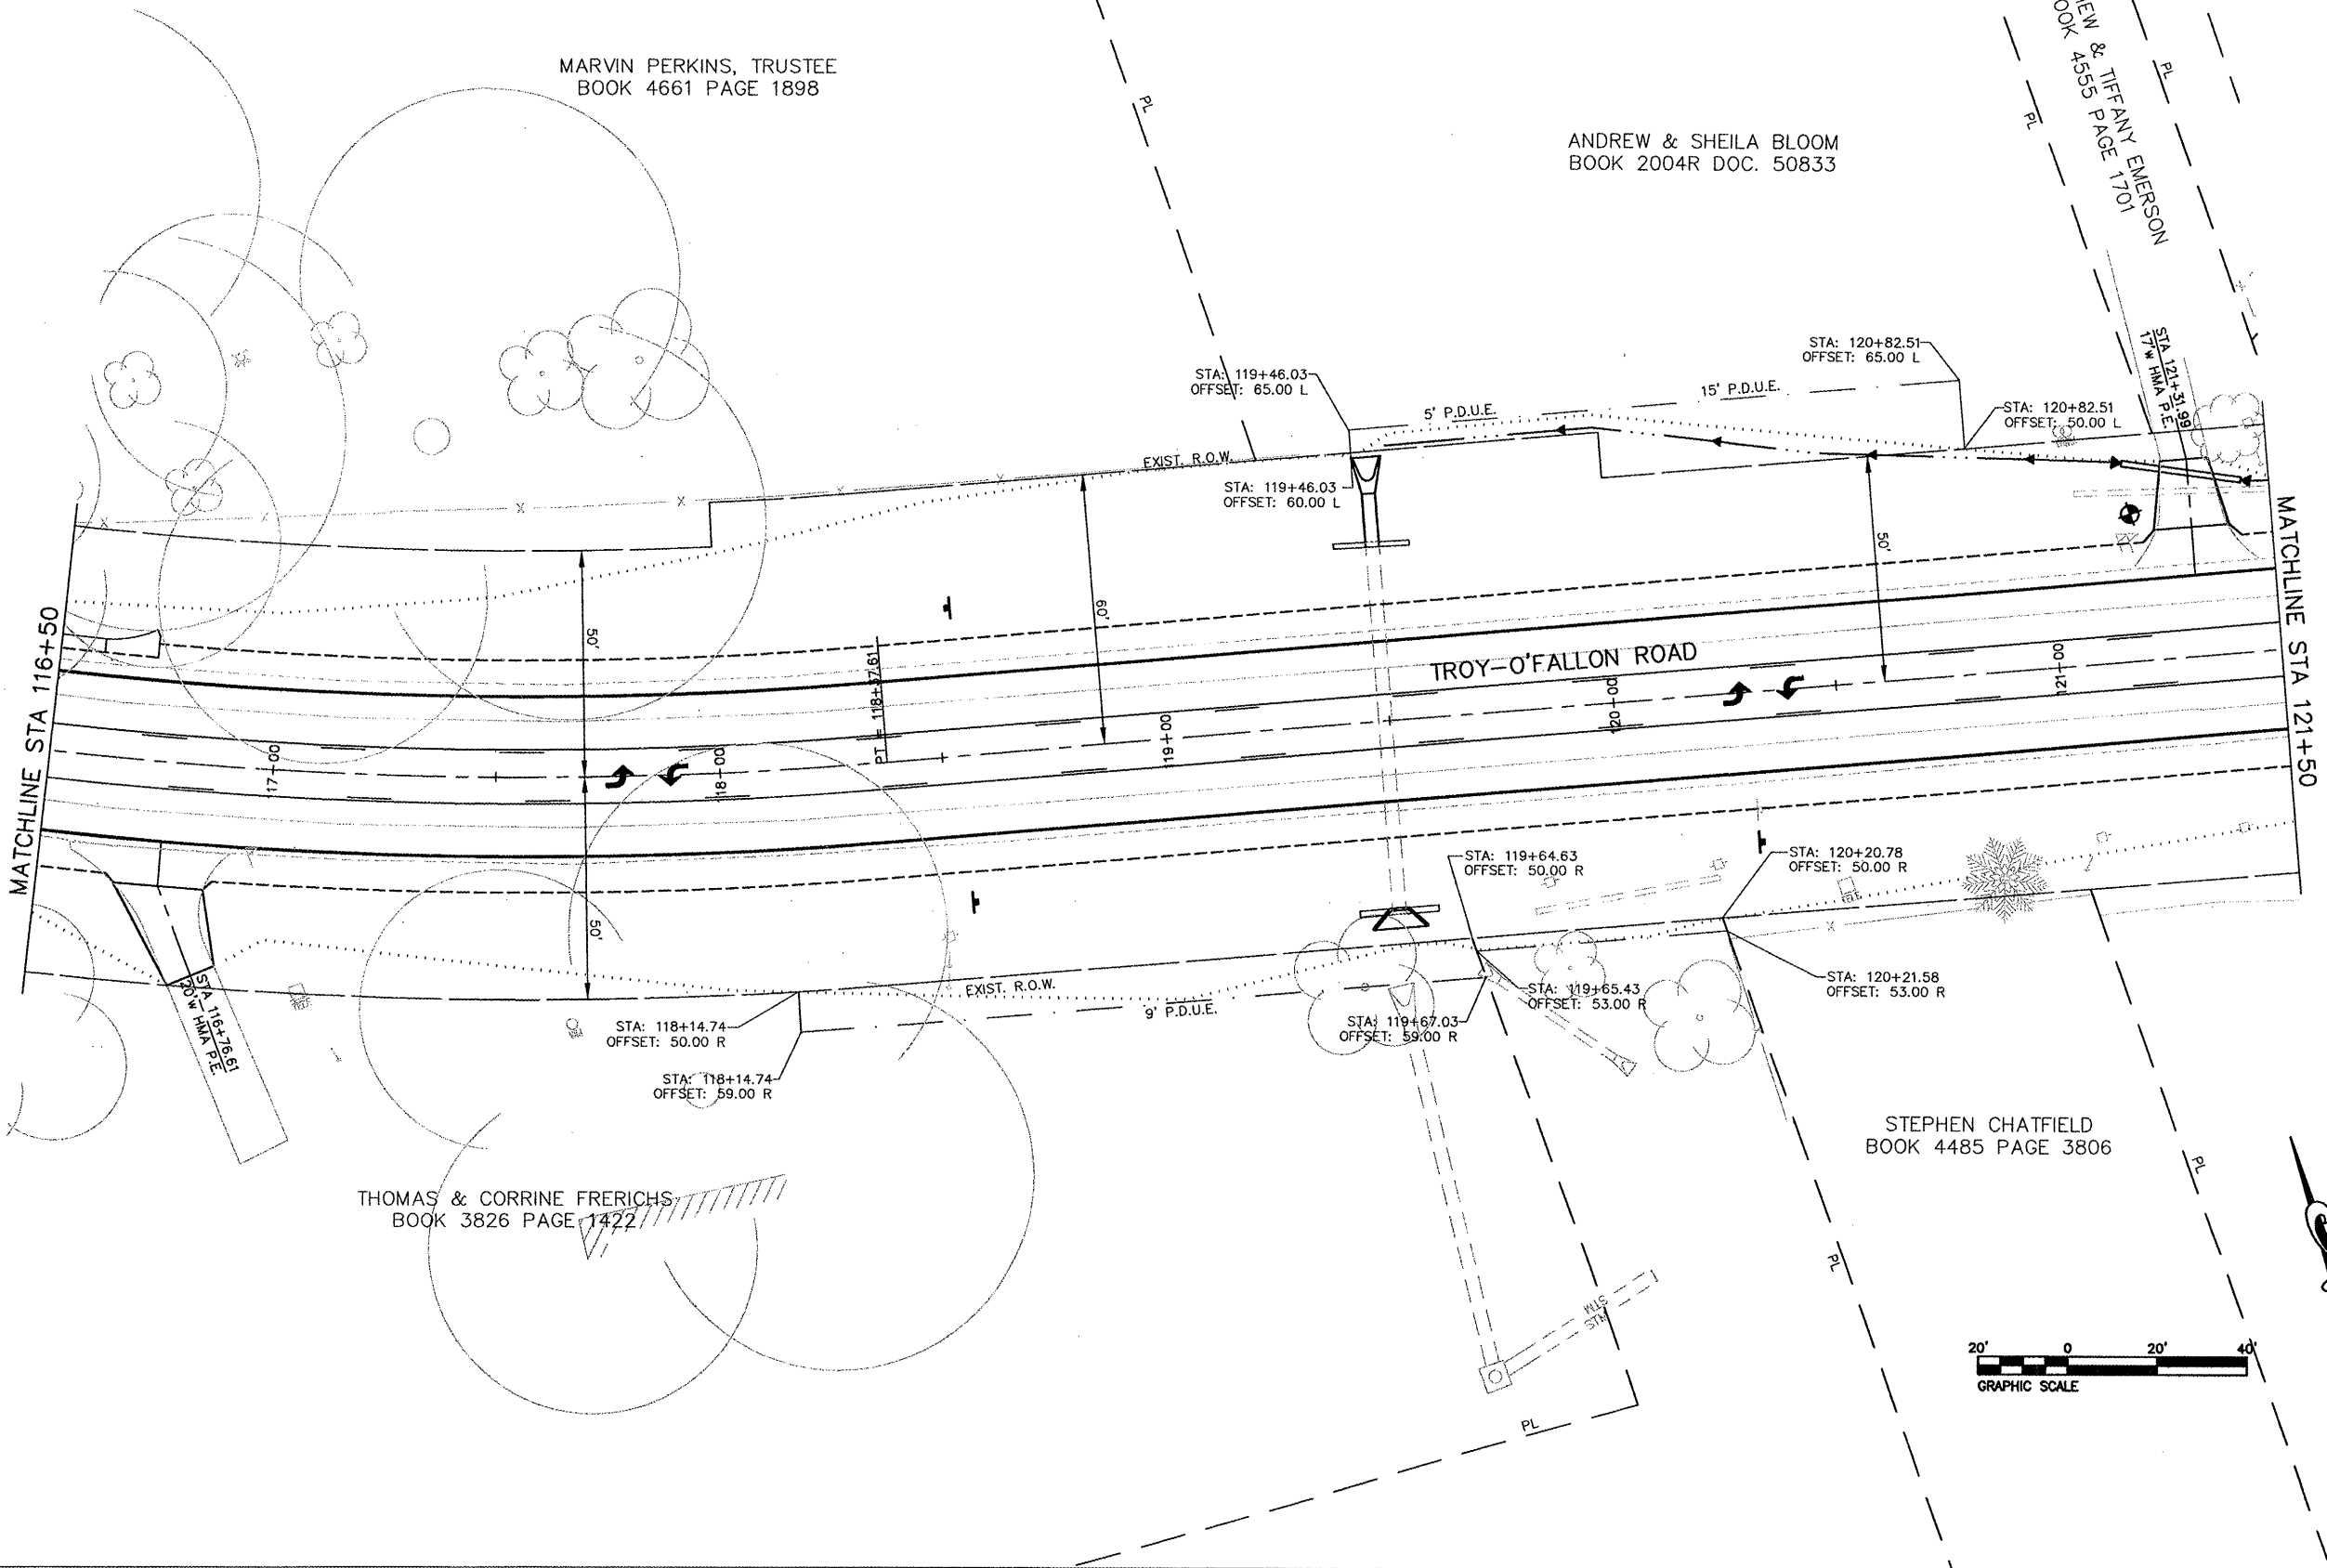 MARVIN PERKINS, TRUSTEE
BOOK 4661 PAGE 1898
PL
ANDREW & SHEILA BLOOM
BOOK 2004R DOC. 50833
PL
PL
& TIFFANY EMERSON
4555 PAGE 1701
STA: 119+46.03
OFFSET: 65.00 L
STA: 120+82.51
OFFSET: 65.00 L
5' P.D.U.E.
15' P.D.U.E.
STA: 120+82.51
OFFSET: 50.00 L
STA 121+31.99
17'W HMA P.E.
EXIST. R.O.W.
STA: 119+46.03
OFFSET: 60.00 L
MATCHLINE STA 116+50
50'
60'
50'
MATCHLINE STA 121+50
PT = 118+37.61
TROY-O'FALLON ROAD
117+00
118+00
119+00
120+00
121+00
50'
STA: 119+64.63
OFFSET: 50.00 R
STA: 120+20.78
OFFSET: 50.00 R
STA: 120+21.58
OFFSET: 53.00 R
STA: 119+65.43
OFFSET: 53.00 R
STA: 119+67.03
OFFSET: 59.00 R
EXIST. R.O.W.
9' P.D.U.E.
STA: 118+14.74
OFFSET: 50.00 R
STA: 118+14.74
OFFSET: 59.00 R
STA 116+76.61
20'W HMA P.E.
THOMAS & CORRINE FRERICHS
BOOK 3826 PAGE 1422
STEPHEN CHATFIELD
BOOK 4485 PAGE 3806
PL
PL
STM
STM
PL
20' 0 20' 40'
GRAPHIC SCALE